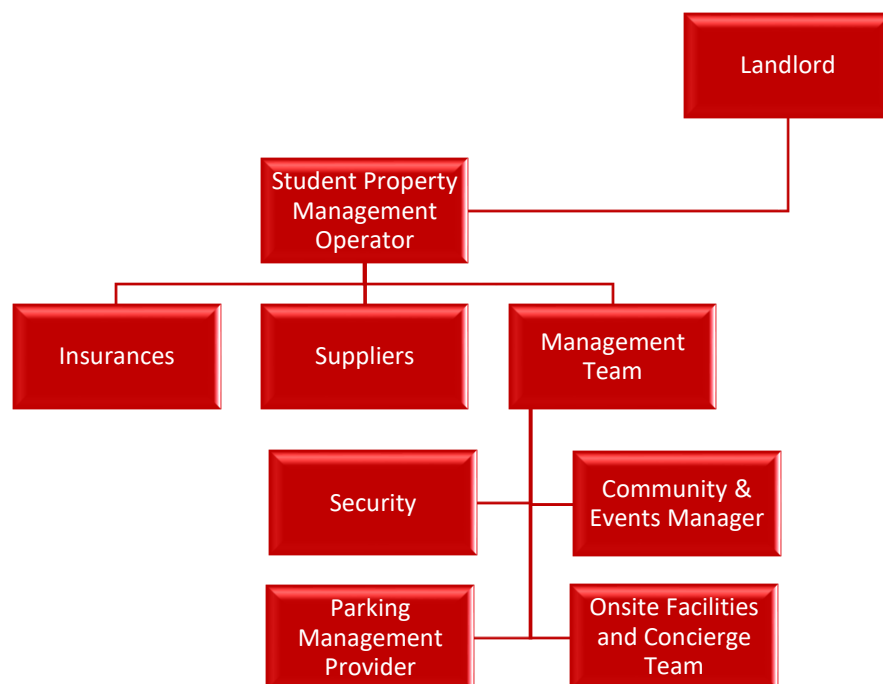 Landlord
Student Property
Management
Operator
Insurances
Suppliers
Management
Team
Security
Community &
Events Manager
Parking
Management
Provider
Onsite Facilities
and Concierge
Team